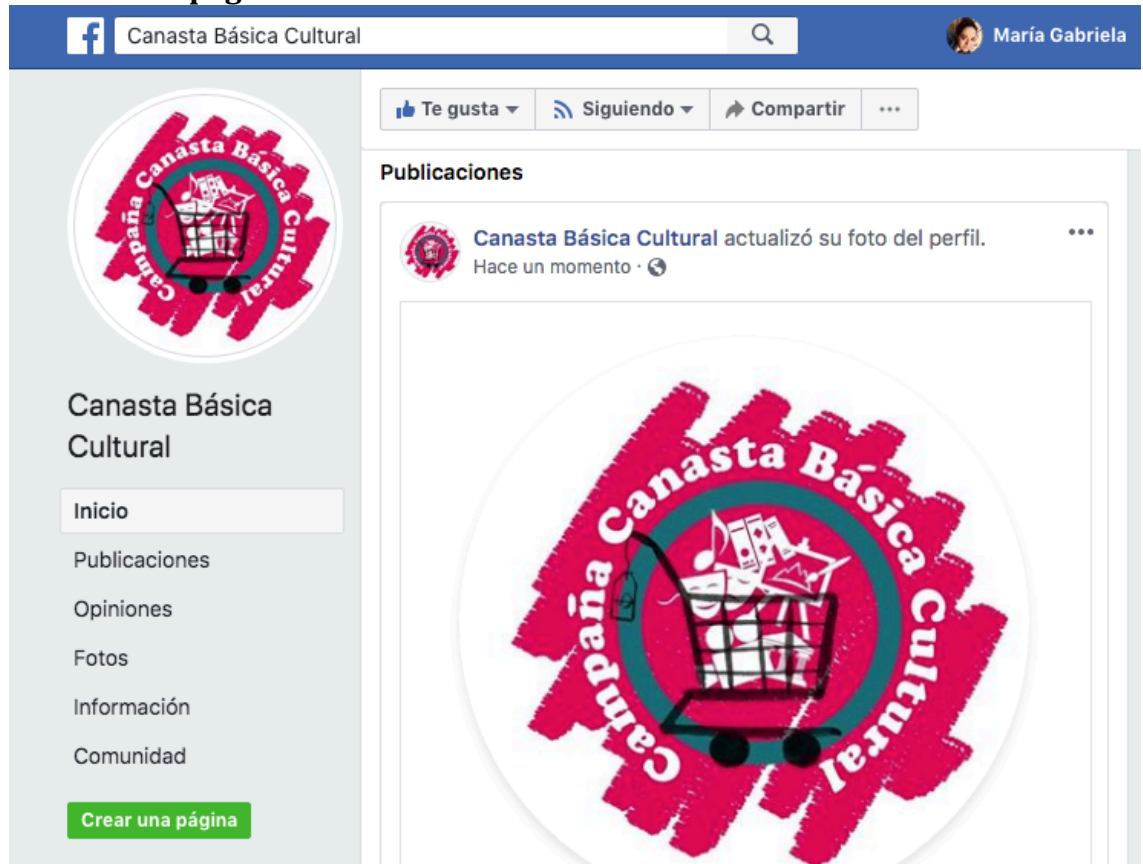 Canasta Básica Cultural
María Gabriela
Campaña Canasta Básica Cultural
Canasta Básica
Cultural
Inicio
Publicaciones
Opiniones
Fotos
Información
Comunidad
Crear una página
Te gusta
Siguiendo
Compartir
...
Publicaciones
Canasta Básica Cultural actualizó su foto del perfil.
Hace un momento ·
Campaña Canasta Básica Cultural